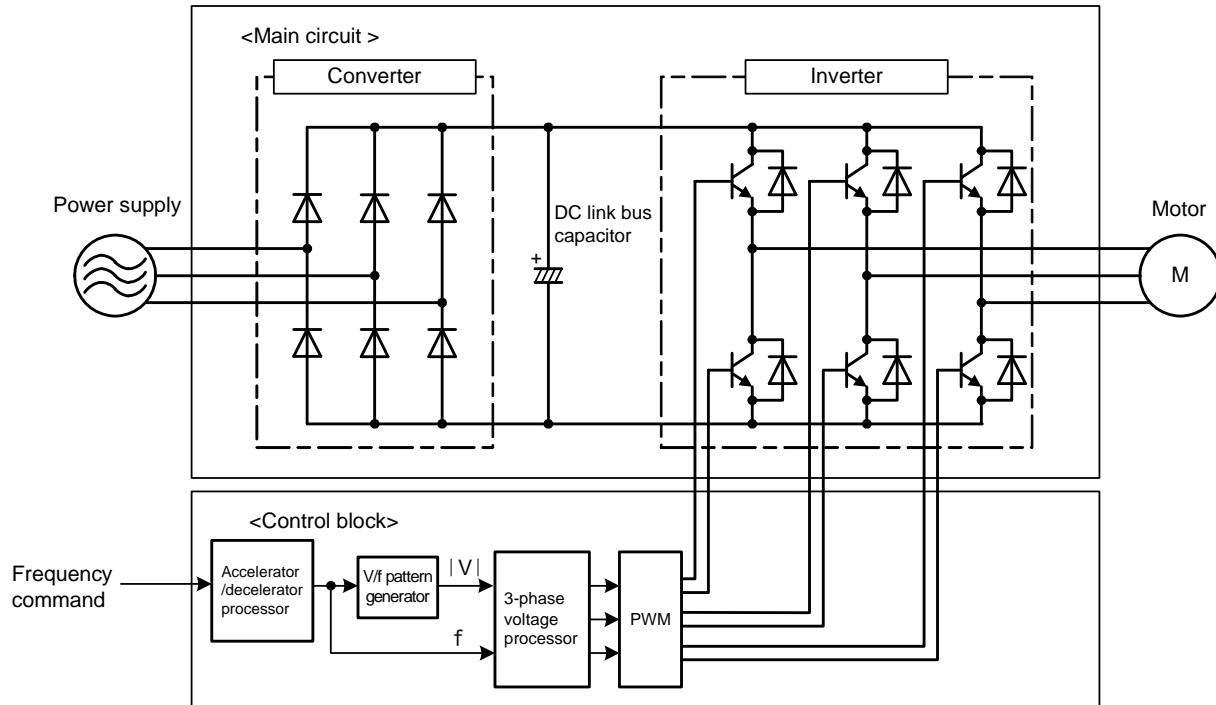 <Main circuit >
Converter
Inverter
Power supply
DC link bus
capacitor
+
Motor
M
<Control block>
Frequency
command
Accelerator
/decelerator
processor
V/f pattern
generator
|V|
f
3-phase
voltage
processor
PWM